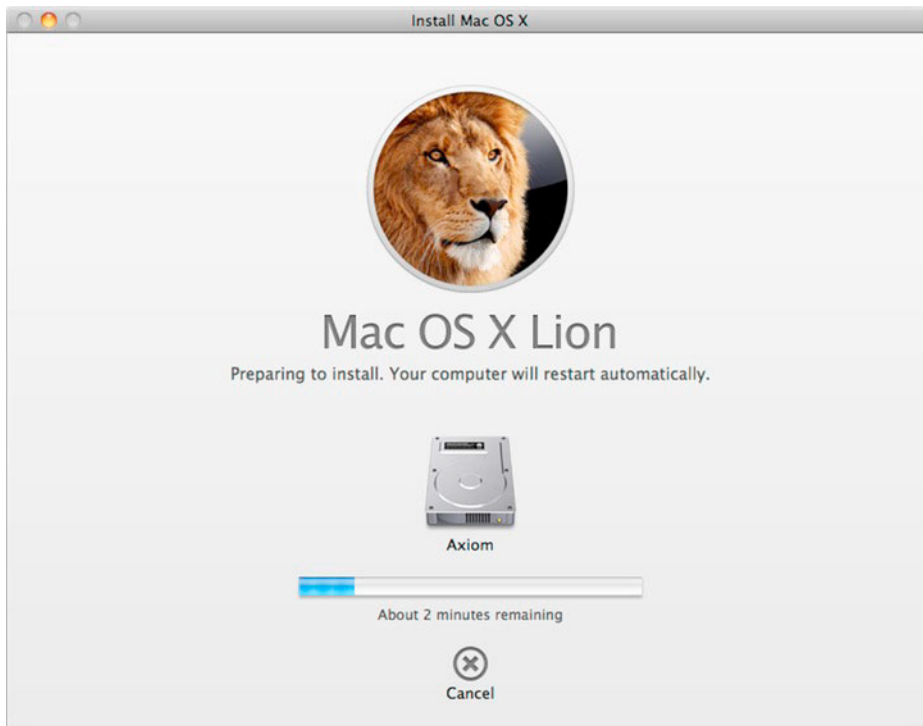 Install Mac OS X
Mac OS X Lion
Preparing to install. Your computer will restart automatically.
Axiom
About 2 minutes remaining
Cancel